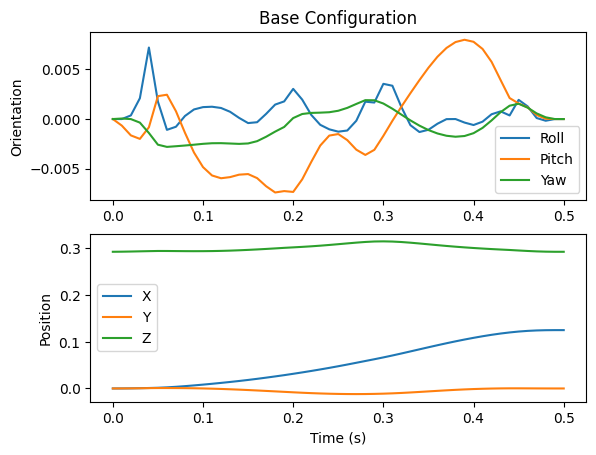 Base Configuration
Orientation
0.005
0.000
−0.005
Roll
Pitch
Yaw
0.0 0.1 0.2 0.3 0.4 0.5
Position
0.3
0.2
0.1
0.0
X
Y
Z
0.0 0.1 0.2 0.3 0.4 0.5
Time (s)